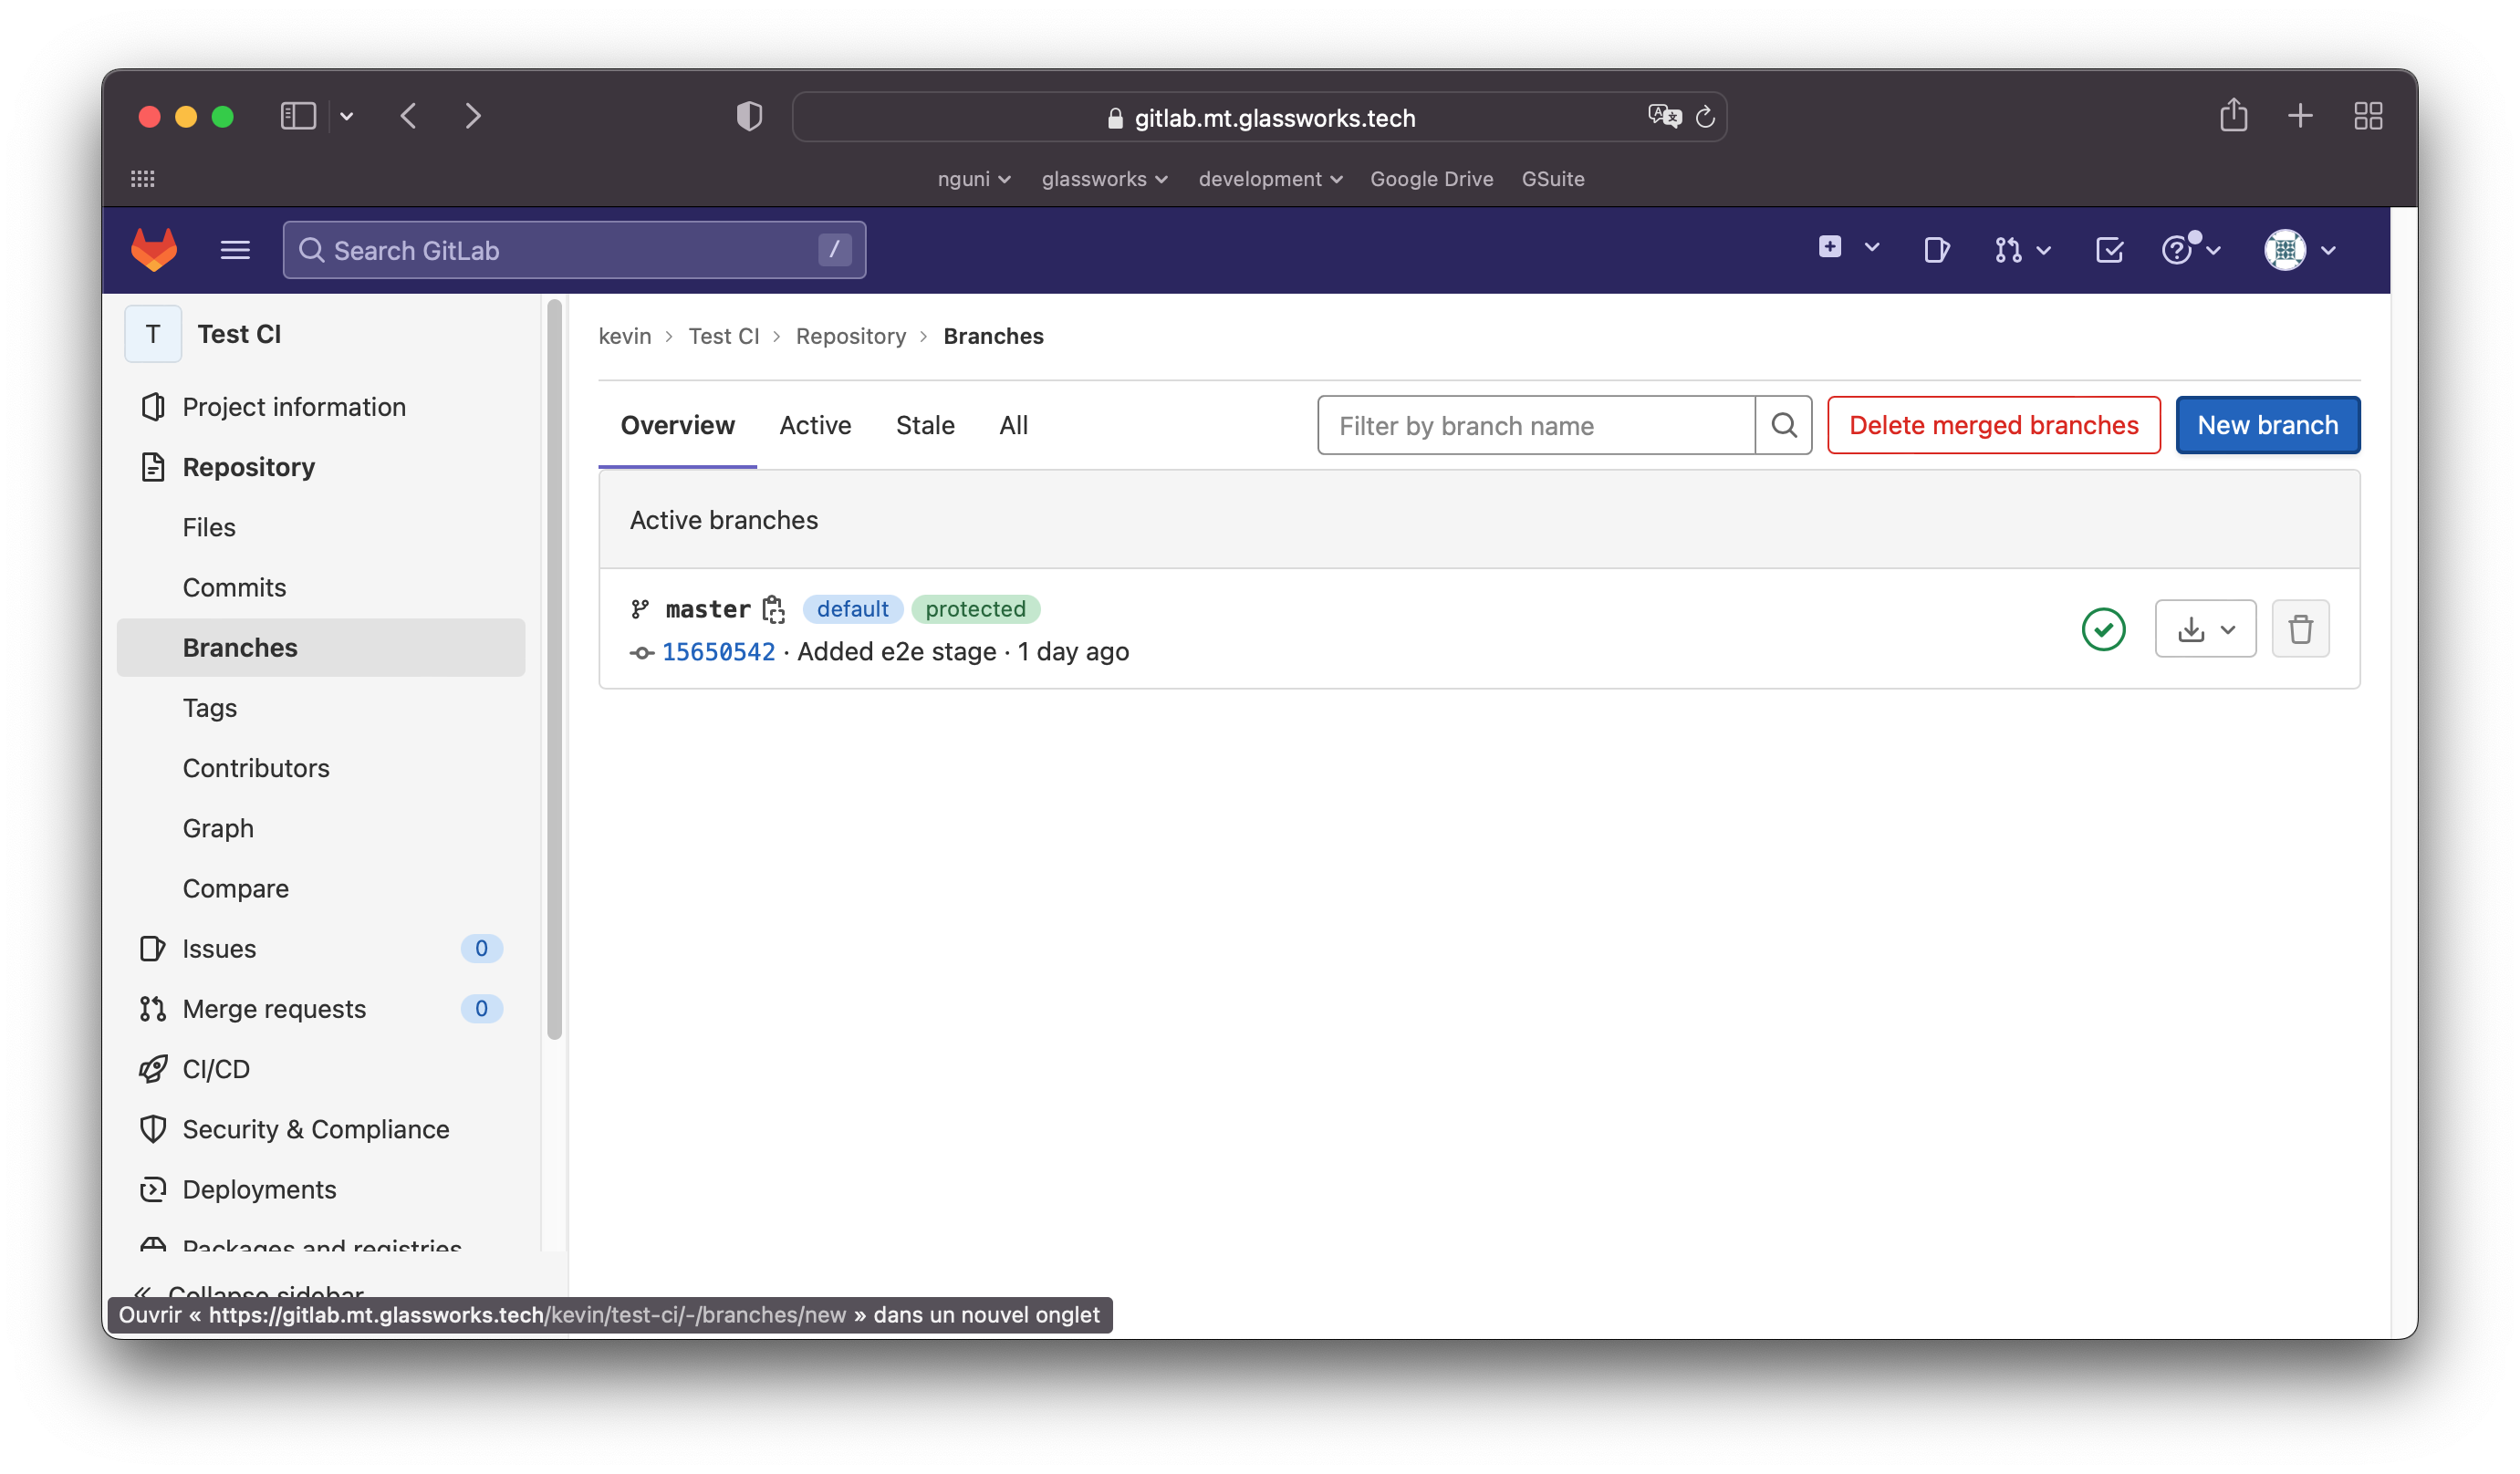 gitlab.mt.glassworks.tech
nguni glassworks development Google Drive GSuite
Search GitLab /
T Test CI
Project information
Repository
Files
Commits
Branches
Tags
Contributors
Graph
Compare
Issues 0
Merge requests 0
CI/CD
Security & Compliance
Deployments
Packages and registries
Collapse sidebar
kevin > Test CI > Repository > Branches
Overview Active Stale All
Filter by branch name
Delete merged branches
New branch
Active branches
master default protected
15650542 · Added e2e stage · 1 day ago
Ouvrir « https://gitlab.mt.glassworks.tech/kevin/test-ci/-/branches/new » dans un nouvel onglet